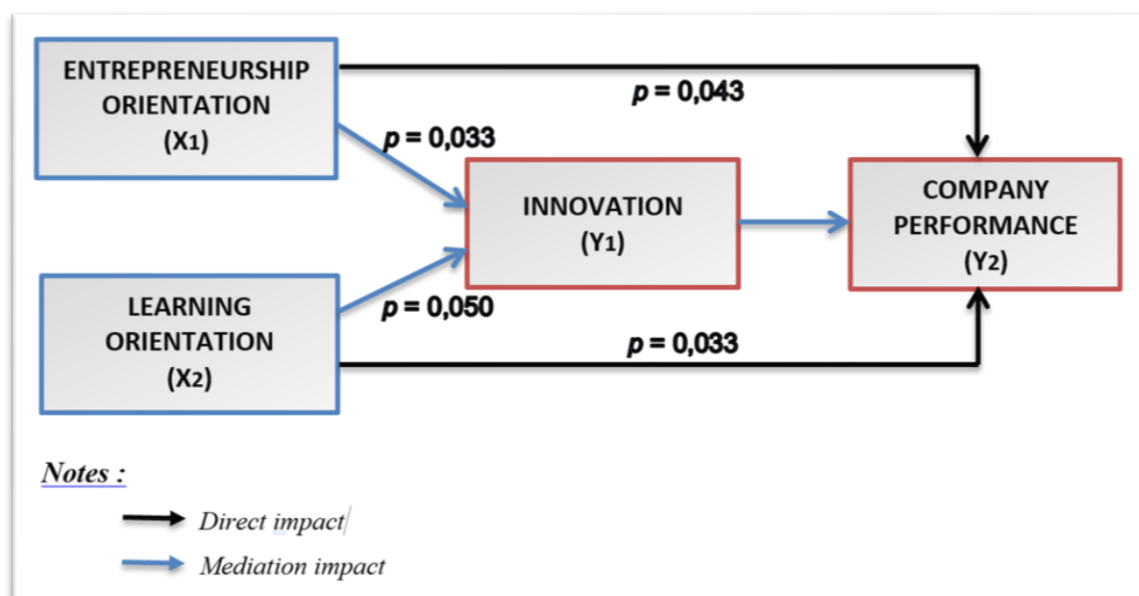 ENTREPRENEURSHIP
ORIENTATION
(X1)
p = 0,043
p = 0,033
INNOVATION
(Y1)
COMPANY
PERFORMANCE
(Y2)
LEARNING
ORIENTATION
(X2)
p = 0,050
p = 0,033
Notes :
Direct impact
Mediation impact